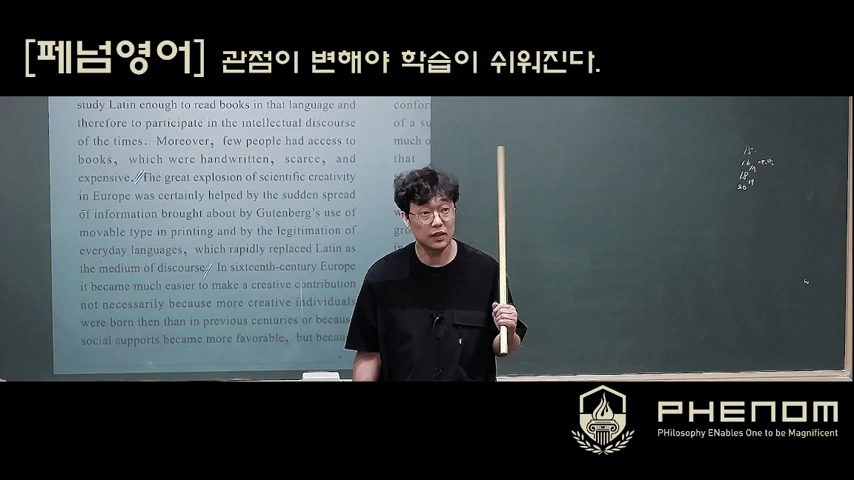 [페넘영어] 관점이 변해야 학습이 쉬워진다.
study Latin enough to read books in that language and
therefore to participate in the intellectual discourse
of the times. Moreover, few people had access to
books, which were handwritten, scarce, and
expensive. The great explosion of scientific creativity
in Europe was certainly helped by the sudden spread
of information brought about by Gutenberg's use of
movable type in printing and by the legitimation of
everyday languages, which rapidly replaced Latin as
the medium of discourse. In sixteenth-century Europe
it became much easier to make a creative contribution
not necessarily because more creative individuals
were born then than in previous centuries or becaus
social supports became more favorable, but becau
confor
of a su
much o
that
gro
in
15
16
18
20
PHENOM
PHilosophy ENables One to be Magnificent